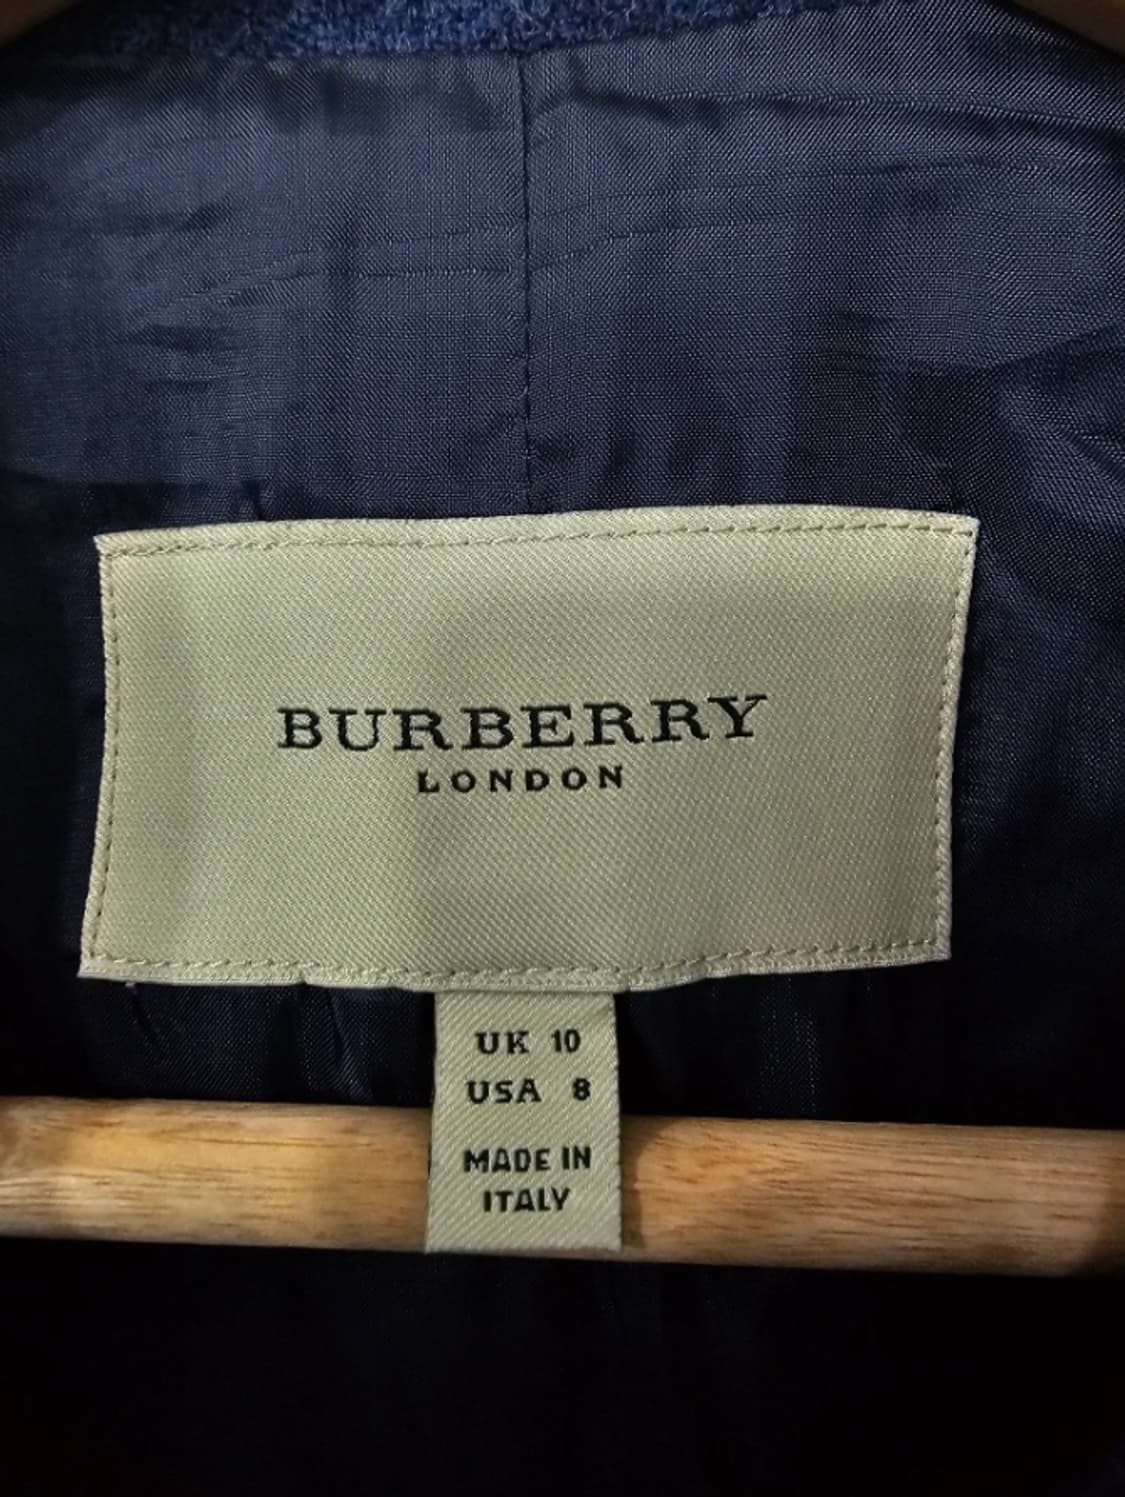 BURBERRY
LONDON
UK 10
USA 8
MADE IN
ITALY